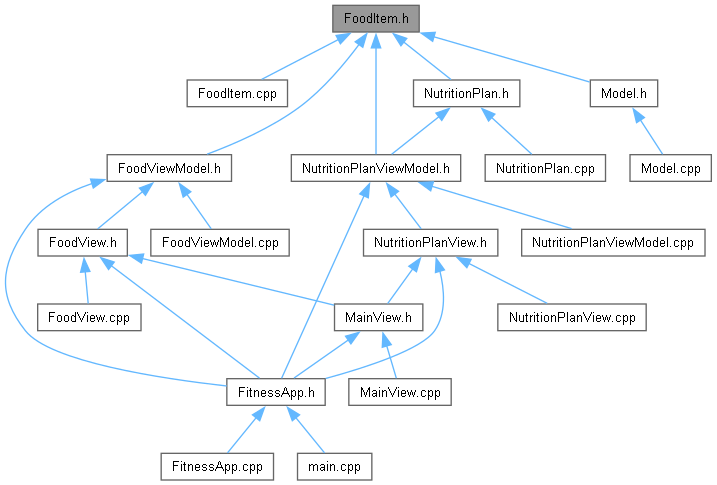 FoodItem.h
FoodItem.cpp
NutritionPlan.h
Model.h
FoodViewModel.h
NutritionPlanViewModel.h
NutritionPlan.cpp
Model.cpp
FoodView.h
FoodViewModel.cpp
NutritionPlanView.h
NutritionPlanViewModel.cpp
FoodView.cpp
MainView.h
NutritionPlanView.cpp
FitnessApp.h
MainView.cpp
FitnessApp.cpp
main.cpp